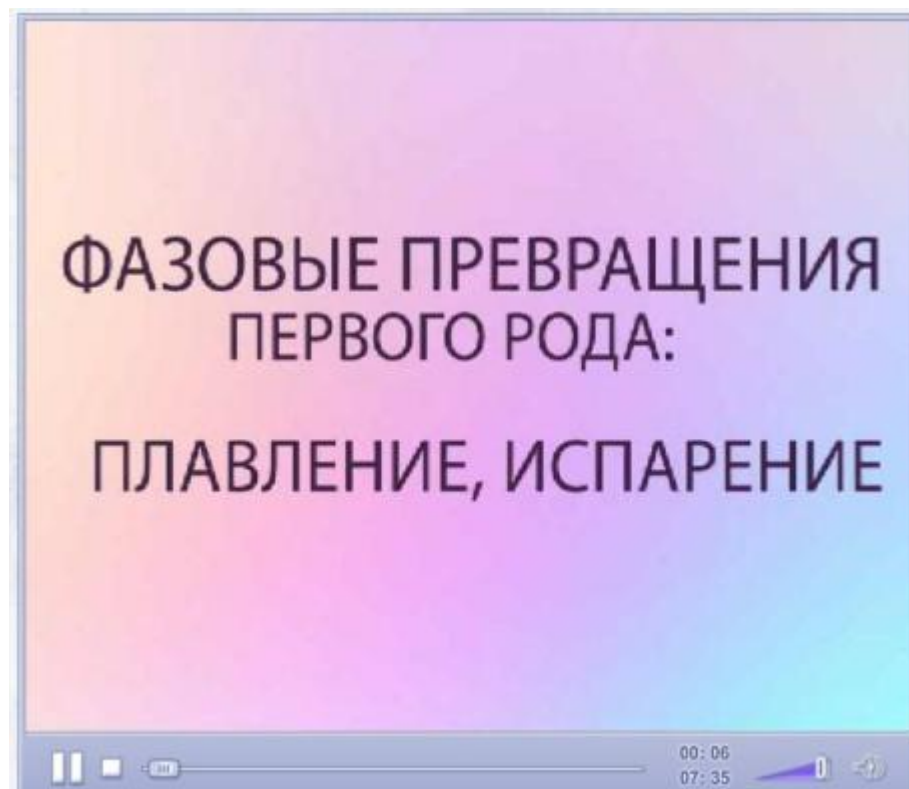 ФАЗОВЫЕ ПРЕВРАЩЕНИЯ
ПЕРВОГО РОДА:
ПЛАВЛЕНИЕ, ИСПАРЕНИЕ
00:06
07:35